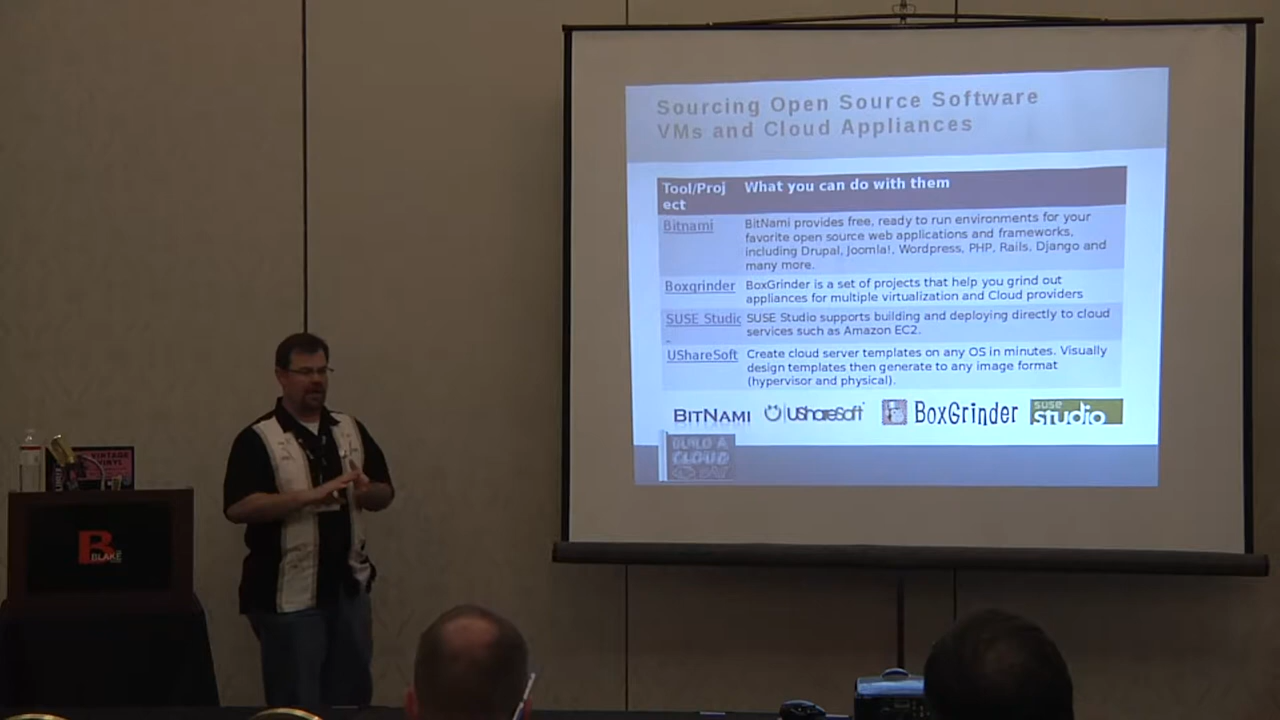 Sourcing Open Source Software
VMs and Cloud Appliances
Tool/Proj
ect
What you can do with them
Bitnami
BitNami provides free, ready to run environments for your
favorite open source web applications and frameworks,
including Drupal, Joomla!, Wordpress, PHP, Rails, Django and
many more.
Boxgrinder
BoxGrinder is a set of projects that help you grind out
appliances for multiple virtualization and Cloud providers
SUSE Studio
SUSE Studio supports building and deploying directly to cloud
services such as Amazon EC2.
UShareSoft
Create cloud server templates on any OS in minutes. Visually
design templates then generate to any image format
(hypervisor and physical).
BITNAMI
USHARESOFT
BoxGrinder
SUSE
studio
BUILD A
CLOUD
DAY
VINTAGE
VINYL
B
BLAKE